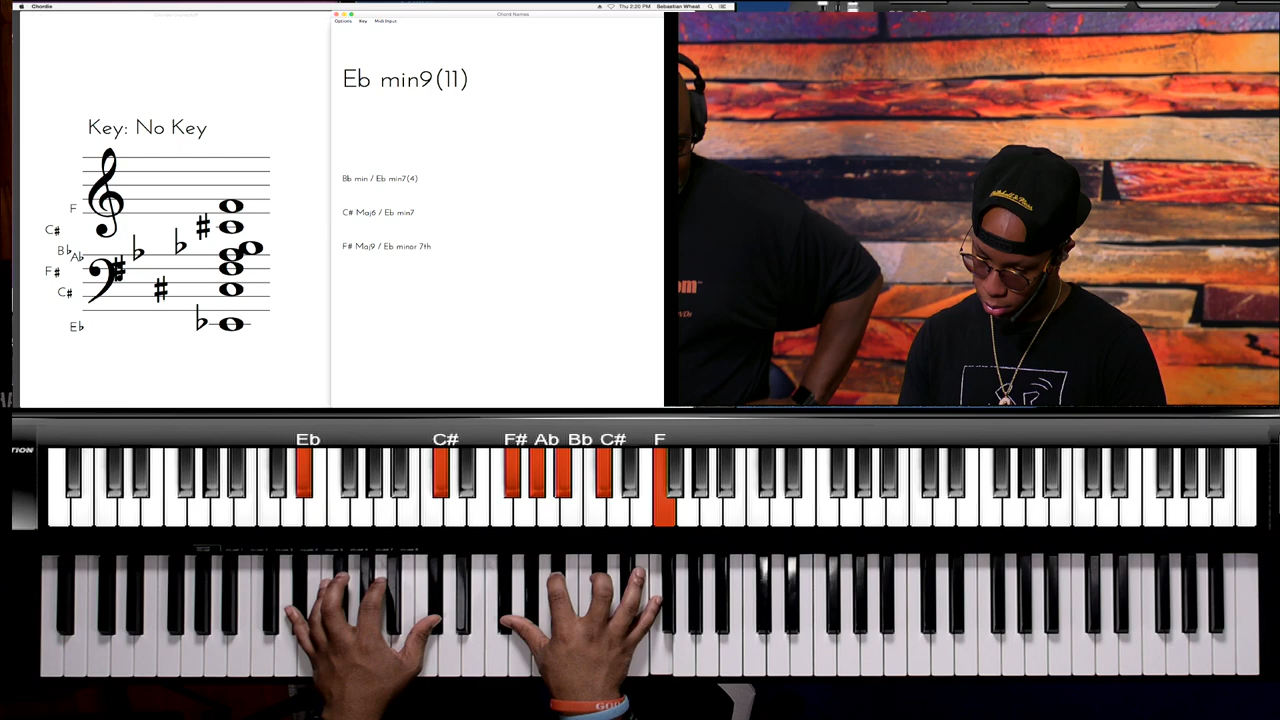 Chordie
Thu 2:20 PM Sebastian Wheat
Chord Names
Options Key Midi Input
Eb min9(11)
Key: No Key
Bb min / Eb min7(4)
C# Maj6 / Eb min7
F# Maj9 / Eb minor 7th
F
C#
Bb
Ab
F#
C#
Eb
Eb C# F# Ab Bb C# F
TION